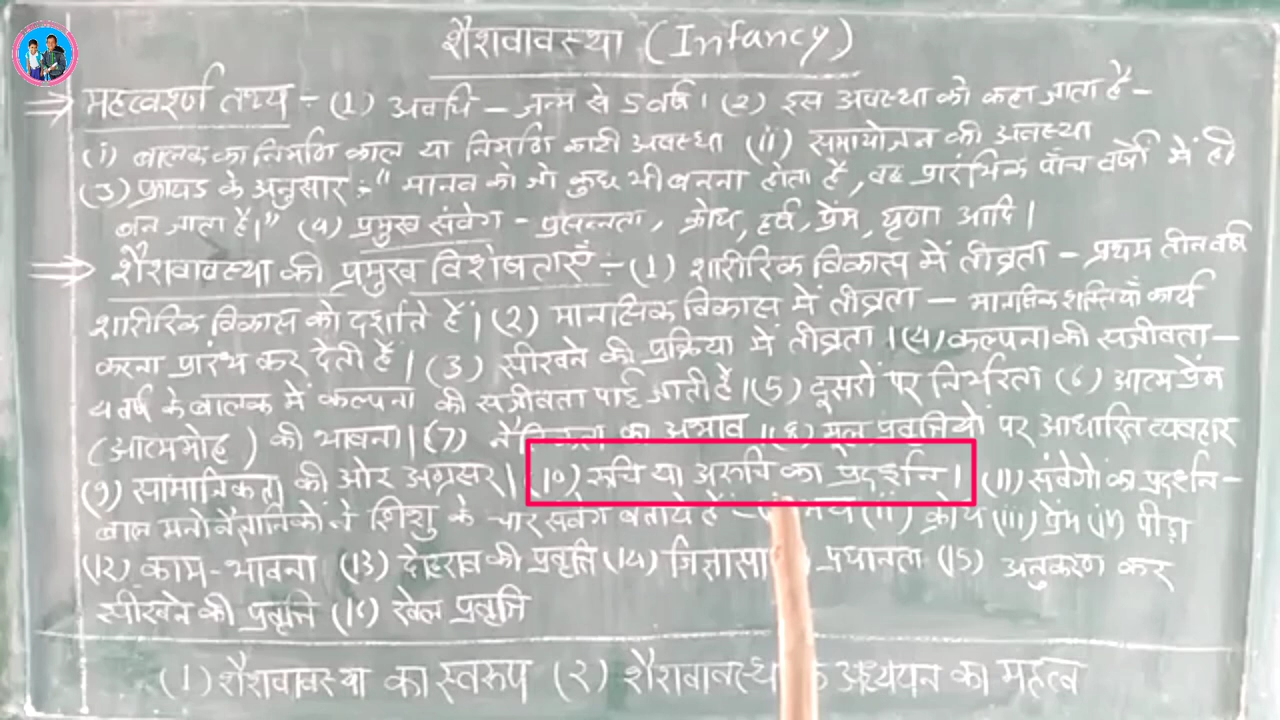 शैशवावस्था (Infancy)
⇒ महत्वपूर्ण तथ्य ÷ (1) अवधि – जन्म से 5 वर्ष। (2) इस अवस्था को कहा जाता है –
(i) बालक का निर्माण काल या निर्माणकारी अवस्था (ii) समायोजन की अवस्था
(3) फ्रायड के अनुसार :- "मानव को जो कुछ भी बनना होता है, वह प्रारंभिक पाँच वर्षों में ही
बन जाता है।" (4) प्रमुख संवेग – प्रसन्नता, क्रोध, हर्ष, प्रेम, घृणा आदि।
⇒ शैशवावस्था की प्रमुख विशेषताएँ ÷ (1) शारीरिक विकास में तीव्रता – प्रथम तीन वर्ष
शारीरिक विकास को दर्शाते हैं। (2) मानसिक विकास में तीव्रता – मानसिक शक्तियाँ कार्य
करना प्रारंभ कर देती हैं। (3) सीखने की प्रक्रिया में तीव्रता। (4) कल्पना की सजीवता –
4 वर्ष के बालक में कल्पना की सजीवता पाई जाती है। (5) दूसरों पर निर्भरता (6) आत्म प्रेम
(आत्ममोह) की भावना। (7) नैतिकता का अभाव। (8) मूल प्रवृत्तियों पर आधारित व्यवहार
(9) सामाजिकता की ओर अग्रसर। (10) रूचि या अरूचि का प्रदर्शन। (11) संवेगों का प्रदर्शन –
बाल मनोवैज्ञानिकों ने शिशु के चार संवेग बताये हैं – भय (ii) क्रोध (iii) प्रेम (iv) पीड़ा
(12) काम-भावना (13) दोहराव की प्रवृत्ति (14) जिज्ञासा प्रधानता (15) अनुकरण कर
सीखने की प्रवृत्ति (16) खेल प्रवृत्ति
(1) शैशवावस्था का स्वरूप (2) शैशवावस्था के अध्ययन का महत्व